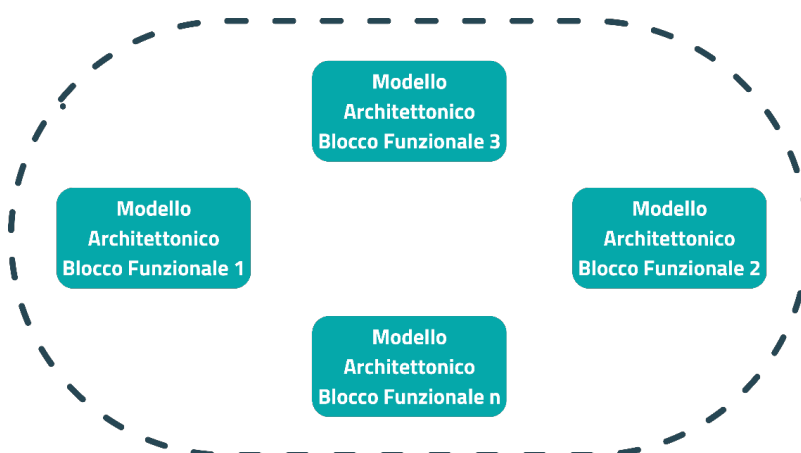 Modello
Architettonico
Blocco Funzionale 3
Modello
Architettonico
Blocco Funzionale 1
Modello
Architettonico
Blocco Funzionale 2
Modello
Architettonico
Blocco Funzionale n